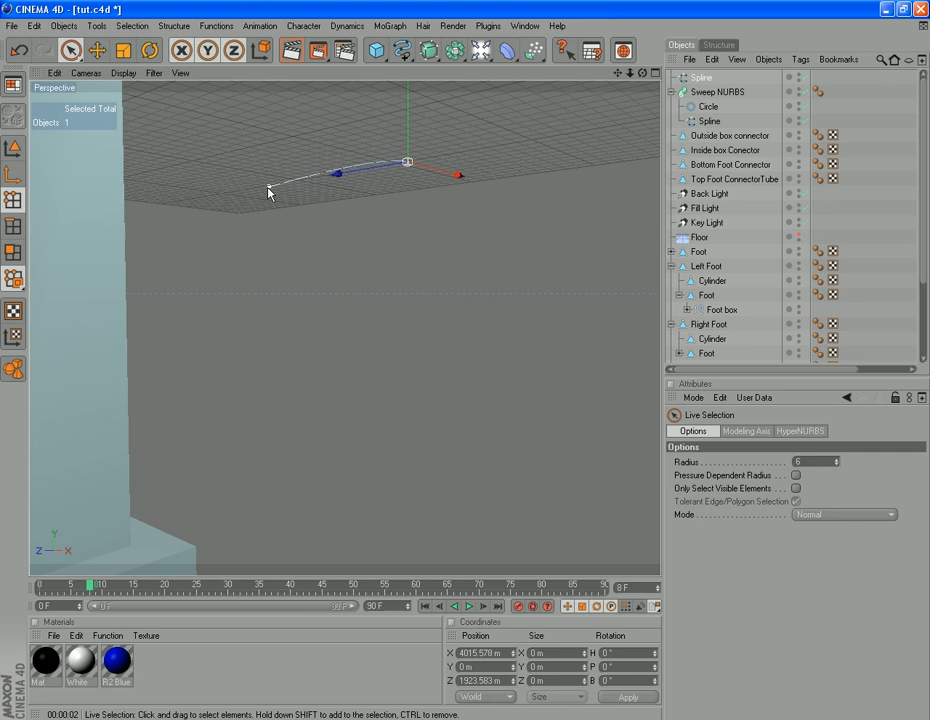 CINEMA 4D - [tut.c4d *]
File Edit Objects Tools Selection Structure Functions Animation Character Dynamics MoGraph Hair Render Plugins Window Help
Objects Structure
File Edit View Objects Tags Bookmarks
Edit Cameras Display Filter View
Perspective
Selected Total
Objects 1
Spline
Sweep NURBS
Circle
Spline
Outside box connector
Inside box Conector
Bottom Foot Connector
Top Foot ConnectorTube
Back Light
Fill Light
Key Light
Floor
Foot
Left Foot
Cylinder
Foot
Foot box
Right Foot
Cylinder
Foot
Attributes
Mode Edit User Data
Live Selection
Options Modeling Axis HyperNURBS
Options
Radius 6
Pressure Dependent Radius
Only Select Visible Elements
Tolerant Edge/Polygon Selection
Mode Normal
Y
Z X
0 5 10 15 20 25 30 35 40 45 50 55 60 65 70 75 80 85 90 8 F
0 F 0 F 90 F 90 F
Materials
File Edit Function Texture
Mat White R2 Blue
Coordinates
Position Size Rotation
X 4015.578 m X 0 m H 0 °
Y 0 m Y 0 m P 0 °
Z 1923.583 m Z 0 m B 0 °
World Size Apply
MAXON CINEMA 4D
00:00:02 Live Selection: Click and drag to select elements. Hold down SHIFT to add to the selection, CTRL to remove.